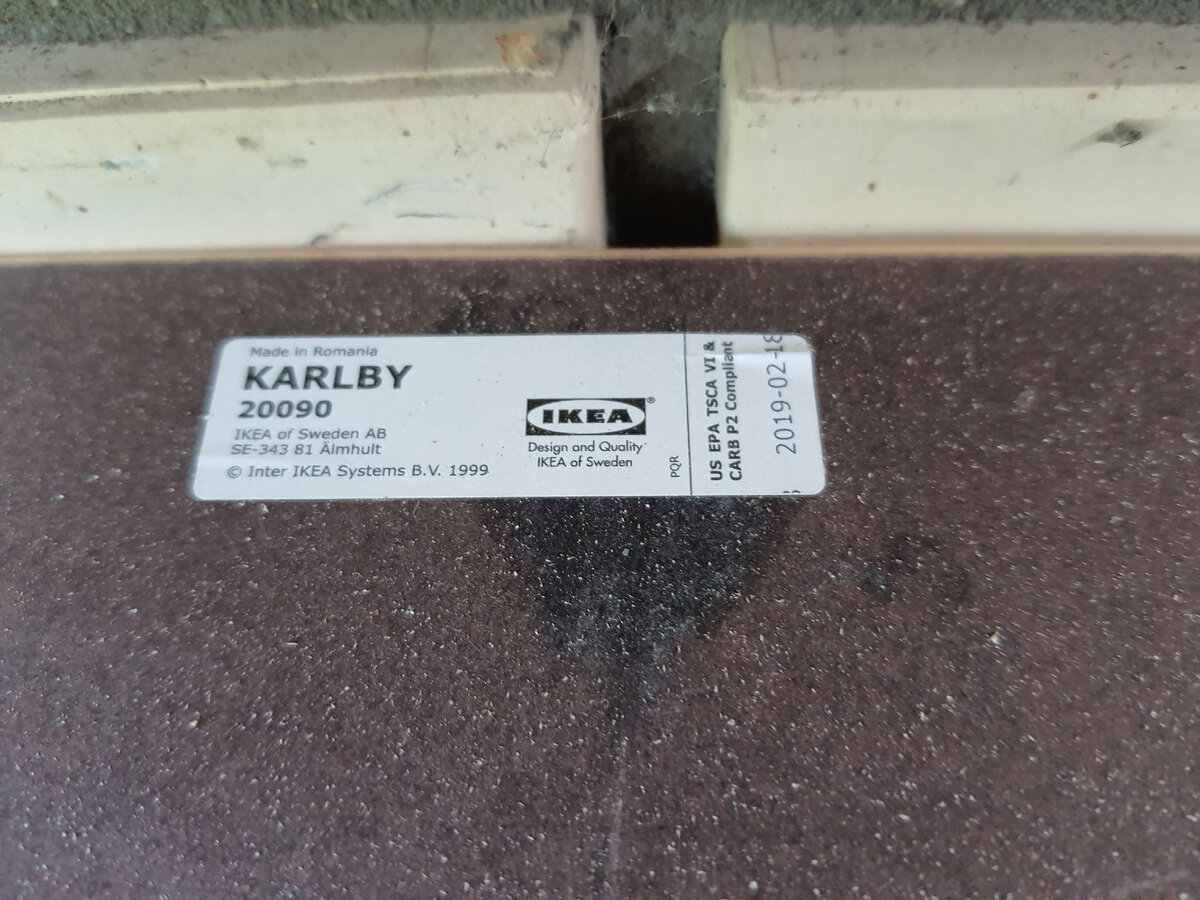 Made in Romania
KARLBY
20090
IKEA of Sweden AB
SE-343 81 Älmhult
© Inter IKEA Systems B.V. 1999
IKEA®
Design and Quality
IKEA of Sweden
PQR
US EPA TSCA VI &
CARB P2 Compliant
2019-02-18